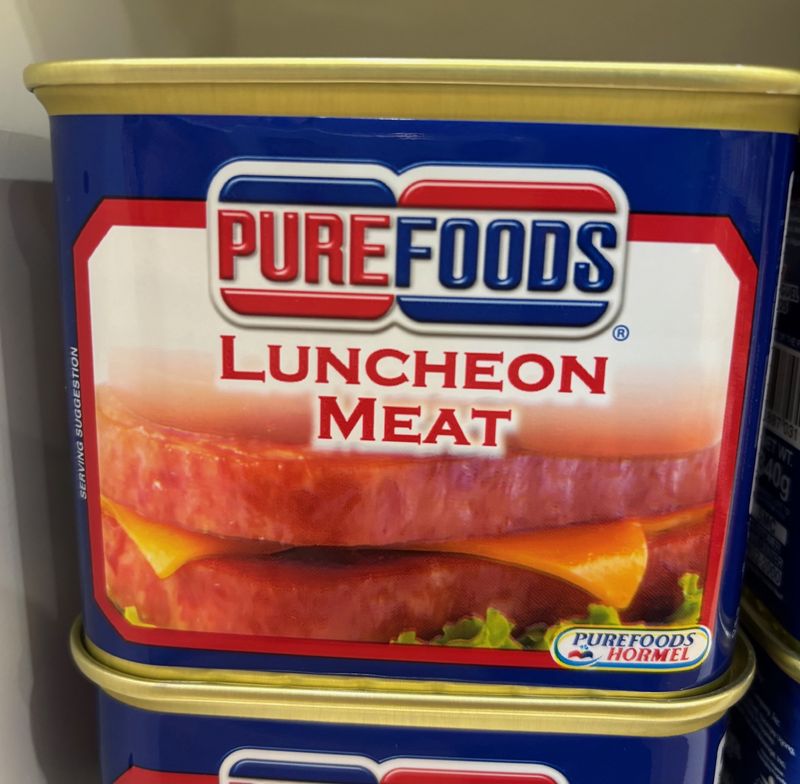 PUREFOODS
®
LUNCHEON
MEAT
SERVING SUGGESTION
PUREFOODS
HORMEL